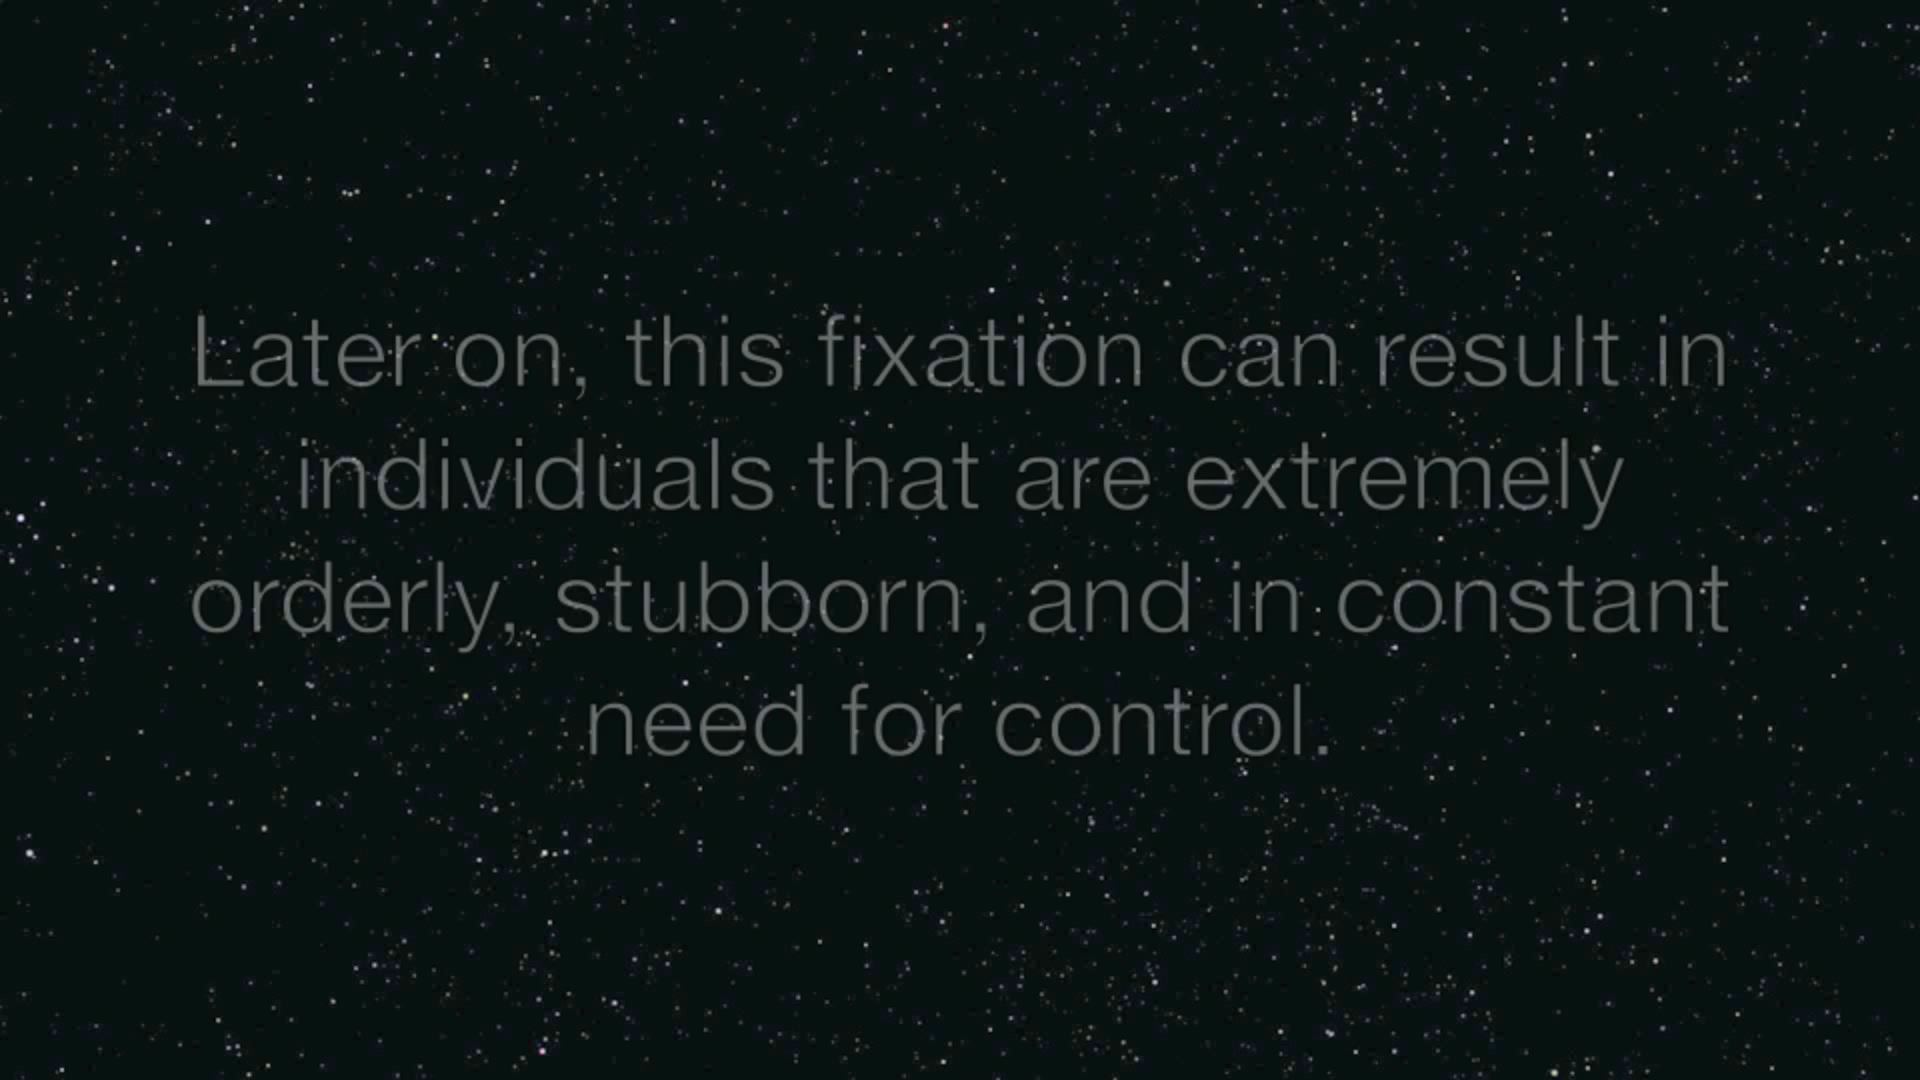 Later on, this fixation can result in
individuals that are extremely
orderly, stubborn, and in constant
need for control.